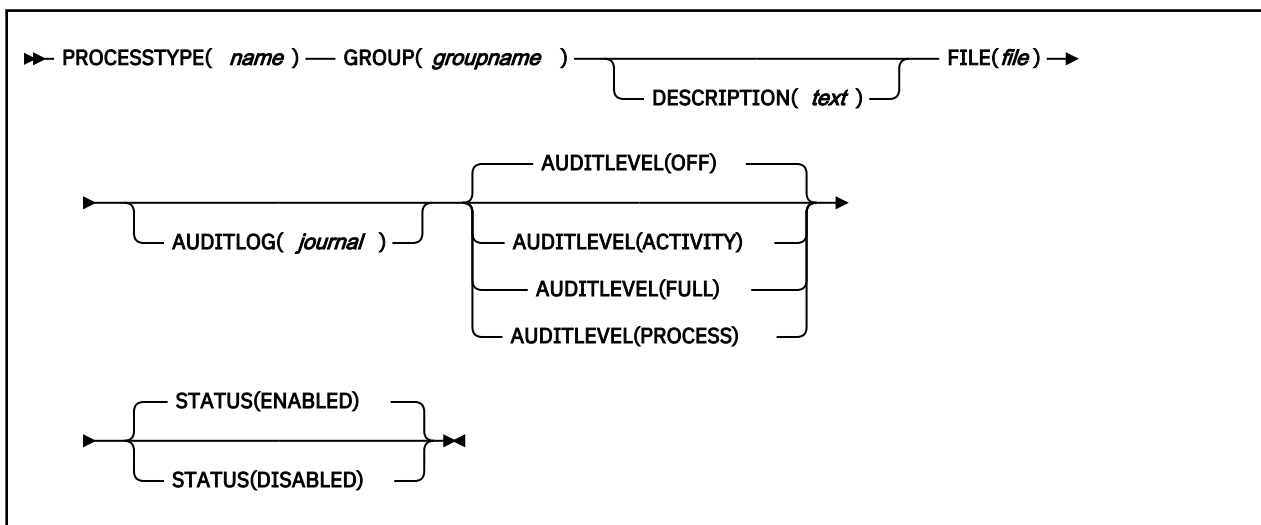 PROCESSTYPE( name ) GROUP( groupname ) FILE(file)
DESCRIPTION( text )
AUDITLEVEL(OFF)
AUDITLOG( journal )
AUDITLEVEL(ACTIVITY)
AUDITLEVEL(FULL)
AUDITLEVEL(PROCESS)
STATUS(ENABLED)
STATUS(DISABLED)